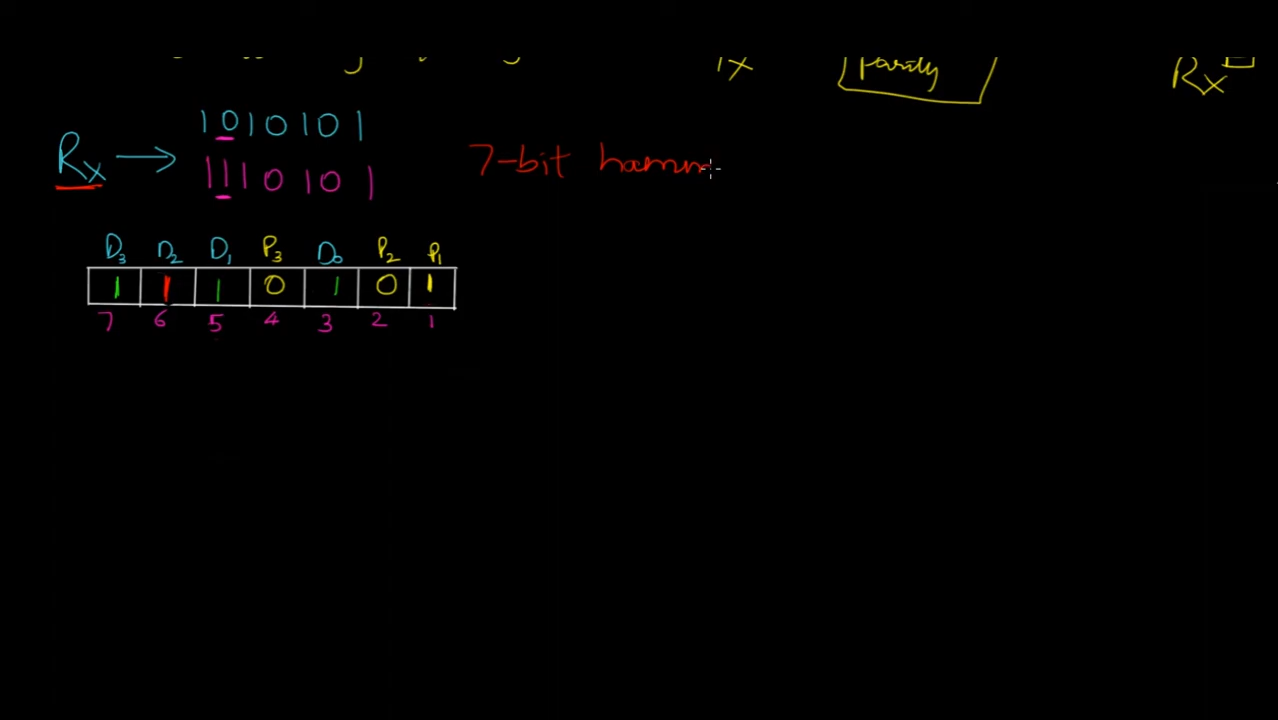 Tx parity Rx
1010101
Rx → 7-bit hamm
1110101
D3 D2 D1 P3 D0 P2 P1
1 1 1 0 1 0 1
7 6 5 4 3 2 1